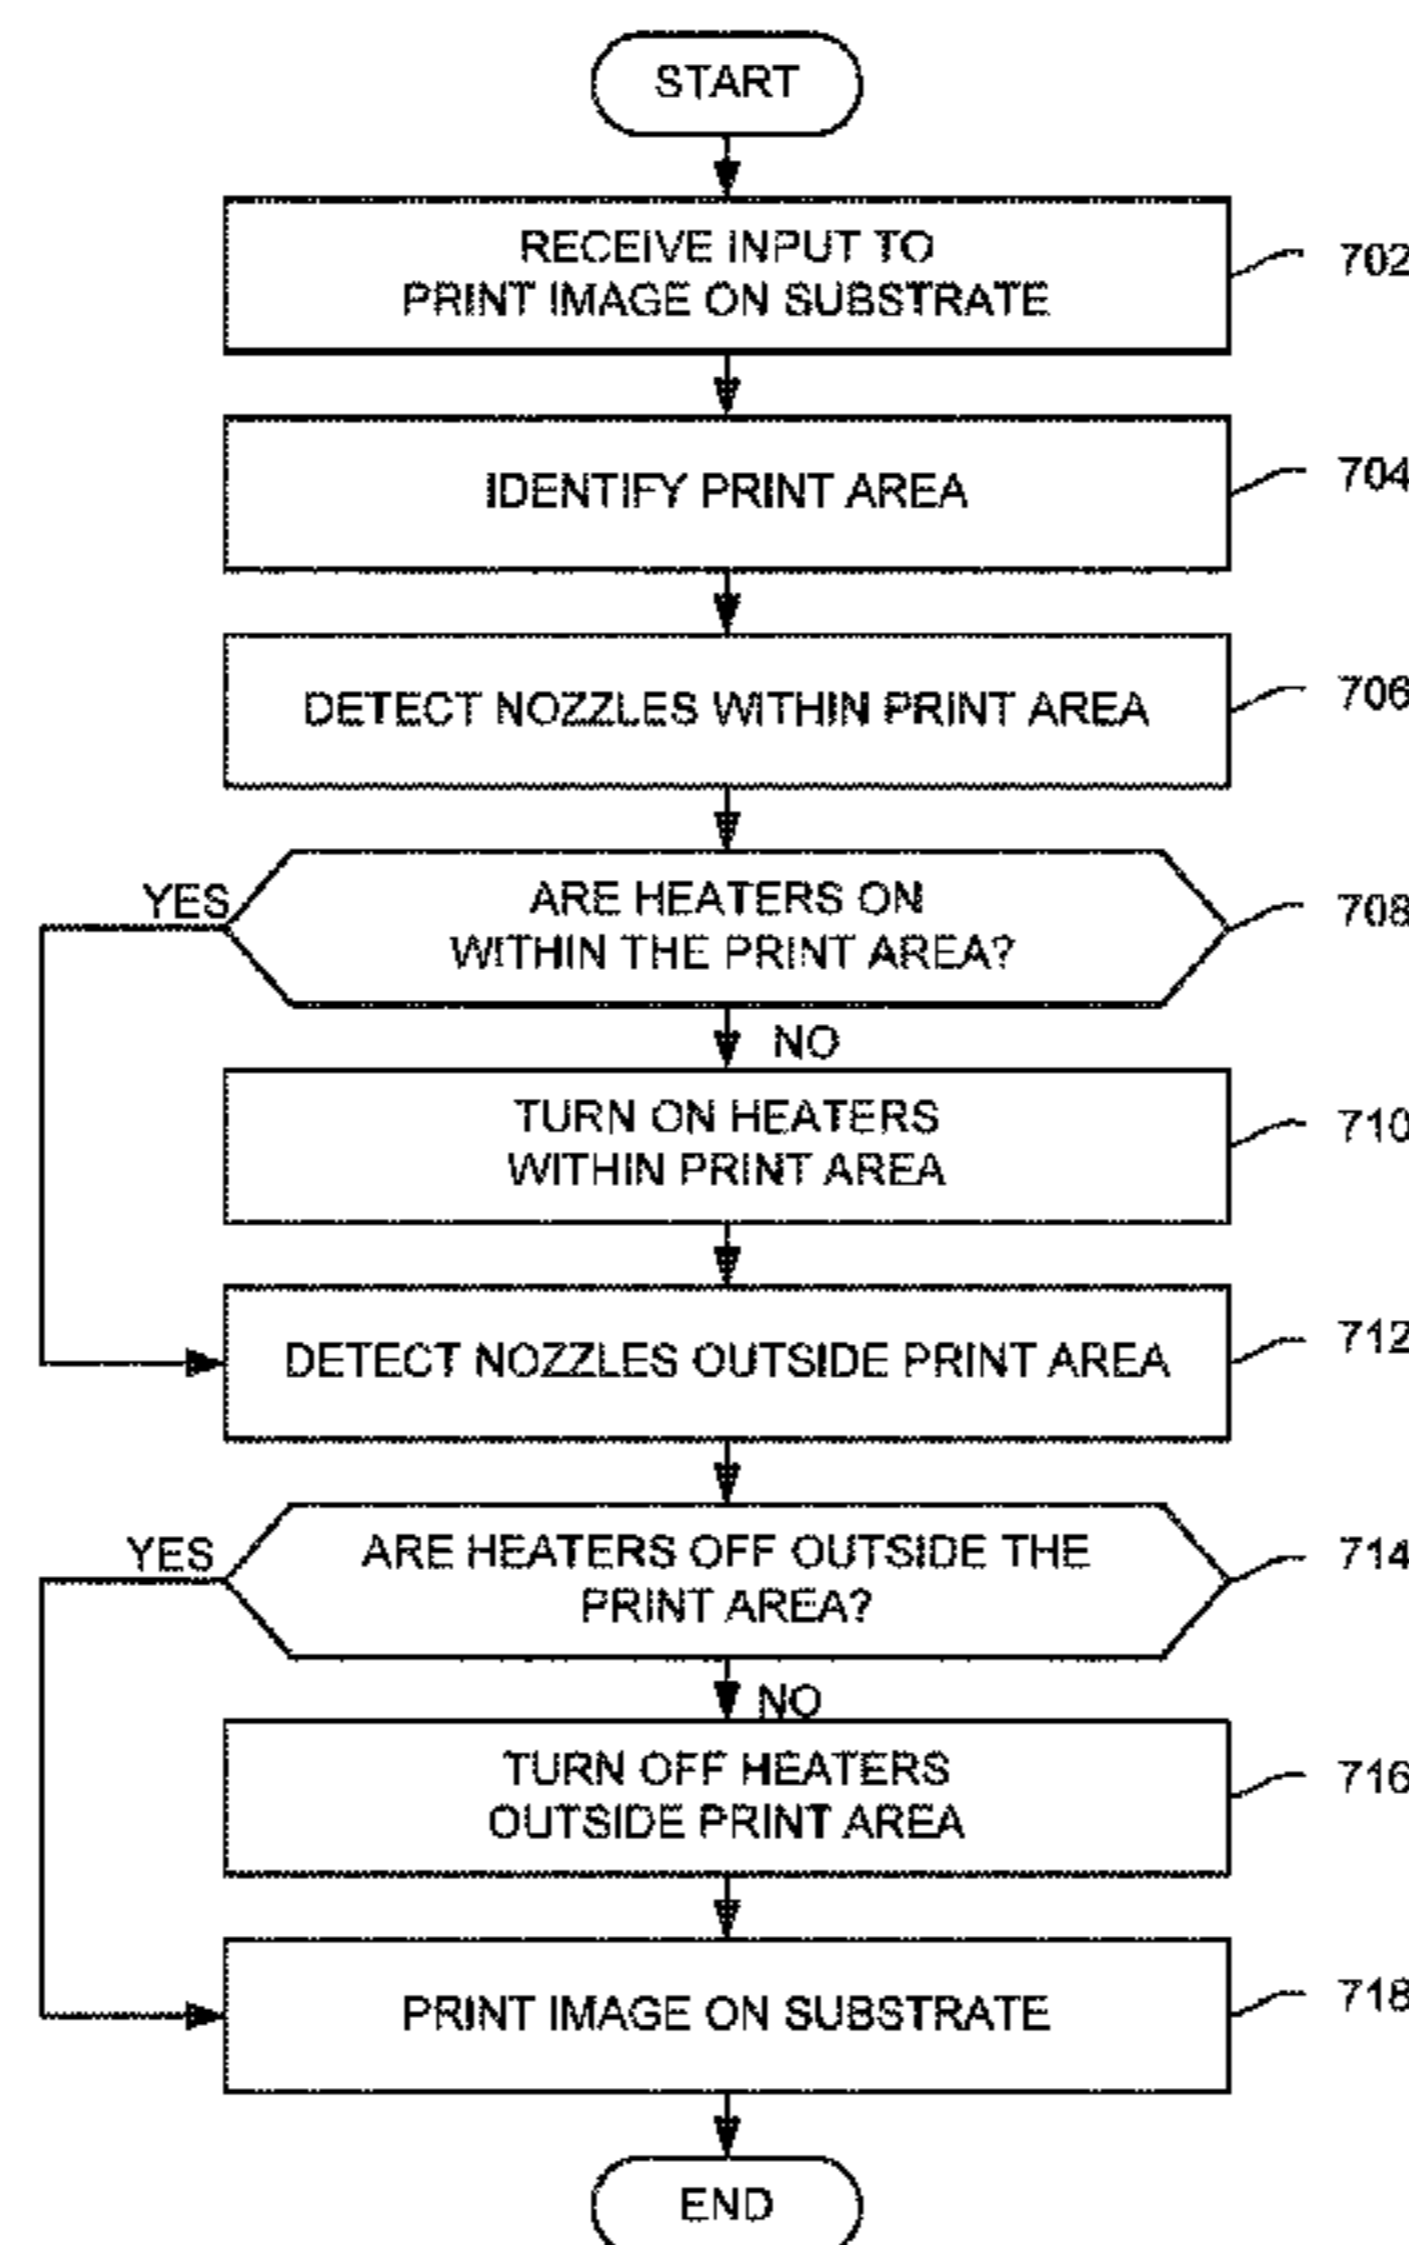 START
RECEIVE INPUT TO
PRINT IMAGE ON SUBSTRATE
702
IDENTIFY PRINT AREA
704
DETECT NOZZLES WITHIN PRINT AREA
706
YES
ARE HEATERS ON
WITHIN THE PRINT AREA?
708
NO
TURN ON HEATERS
WITHIN PRINT AREA
710
DETECT NOZZLES OUTSIDE PRINT AREA
712
YES
ARE HEATERS OFF OUTSIDE THE
PRINT AREA?
714
NO
TURN OFF HEATERS
OUTSIDE PRINT AREA
716
PRINT IMAGE ON SUBSTRATE
718
END